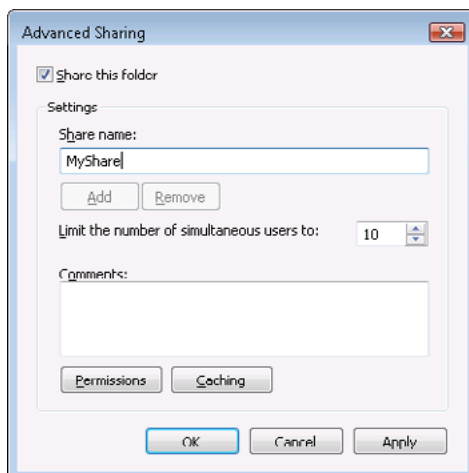 Advanced Sharing
Share this folder
Settings
Share name:
MyShare
Add Remove
Limit the number of simultaneous users to: 10
Comments:
Permissions Caching
OK Cancel Apply